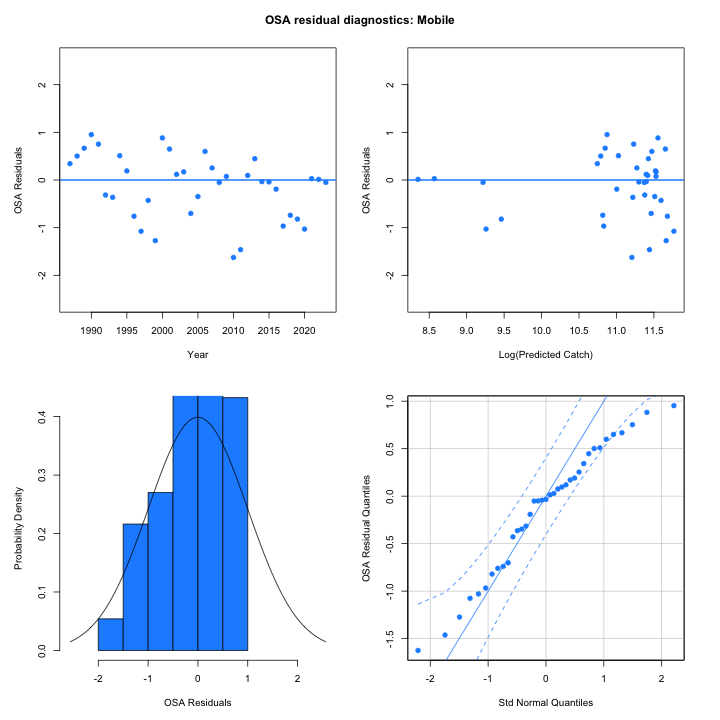 OSA residual diagnostics: Mobile
OSA Residuals
2
1
0
-1
-2
1990 1995 2000 2005 2010 2015 2020
Year
OSA Residuals
2
1
0
-1
-2
8.5 9.0 9.5 10.0 10.5 11.0 11.5
Log(Predicted Catch)
Probability Density
0.4
0.3
0.2
0.1
0.0
-2 -1 0 1 2
OSA Residuals
OSA Residual Quantiles
1.0
0.5
0.0
-0.5
-1.0
-1.5
-2 -1 0 1 2
Std Normal Quantiles